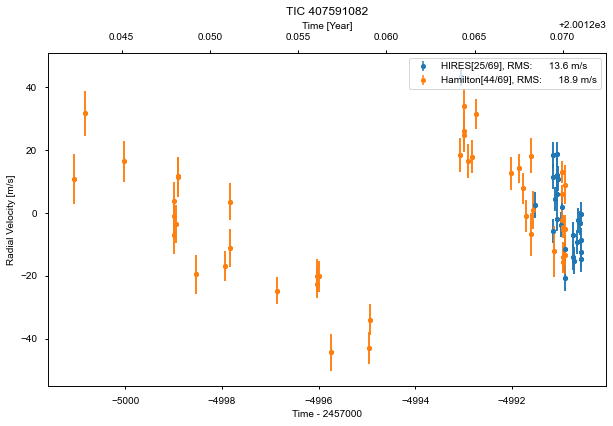 TIC 407591082
Time [Year]
+2.0012e3
0.045 0.050 0.055 0.060 0.065 0.070
HIRES[25/69], RMS: 13.6 m/s
Hamilton[44/69], RMS: 18.9 m/s
Radial Velocity [m/s]
40
20
0
−20
−40
−5000 −4998 −4996 −4994 −4992
Time - 2457000